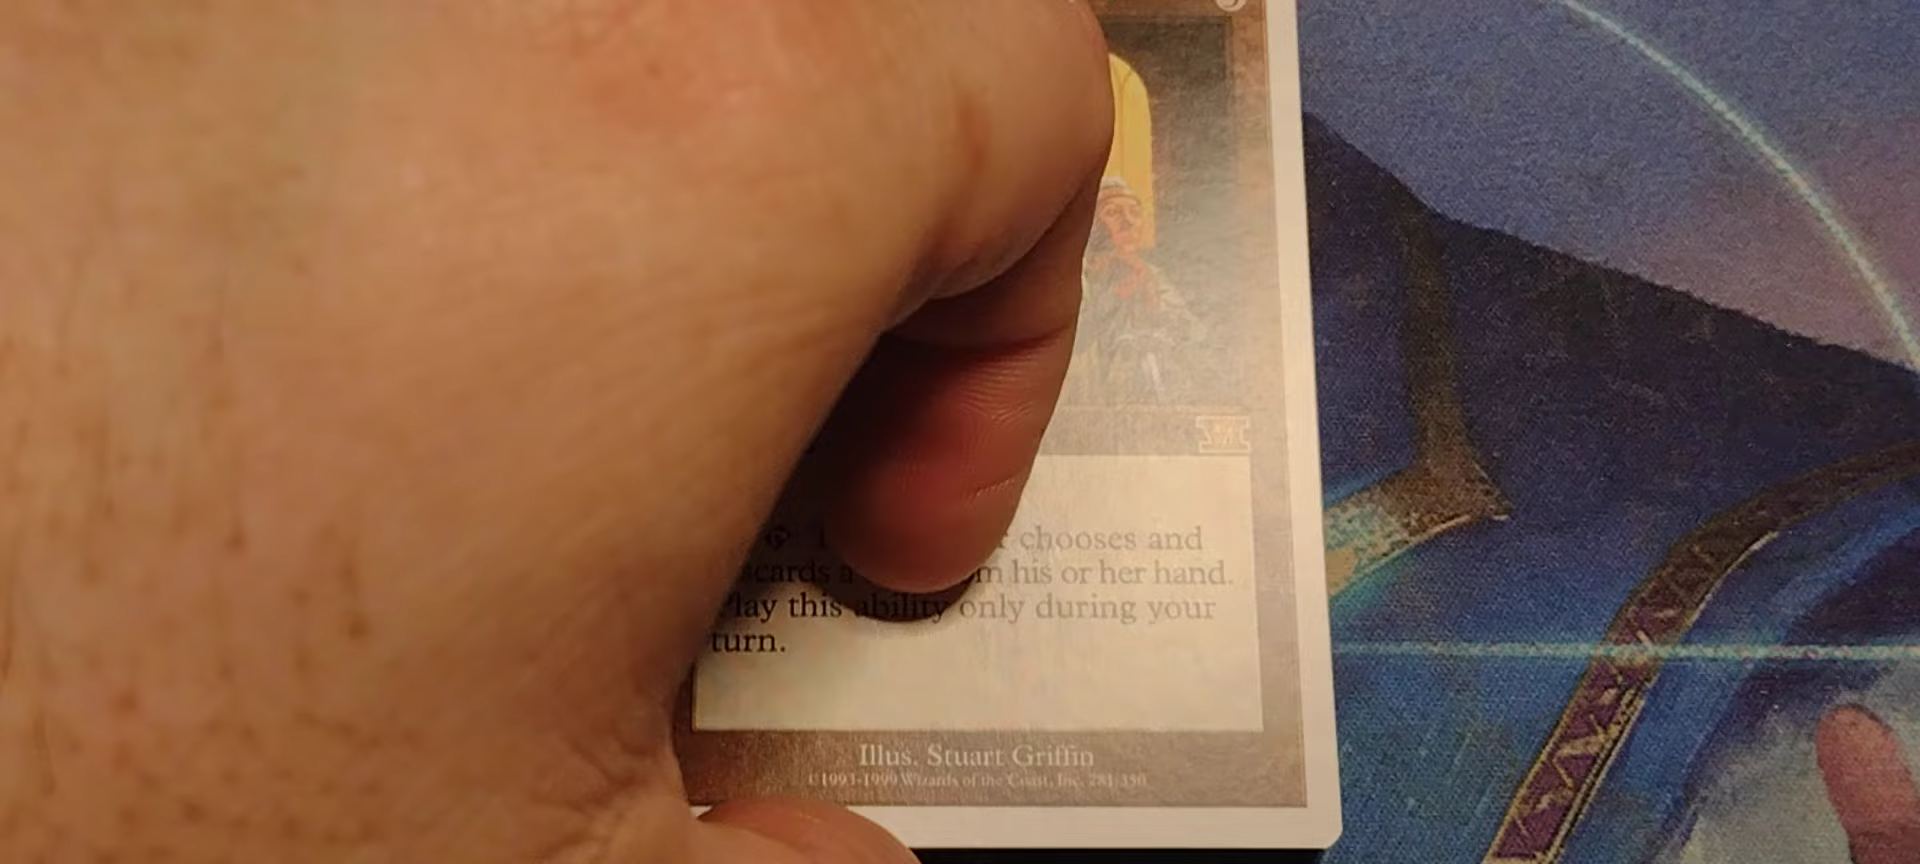 chooses and
scards a m his or her hand.
lay this ability only during your
turn.
Illus. Stuart Griffin
©1993-1999 Wizards of the Coast, Inc. 281/350